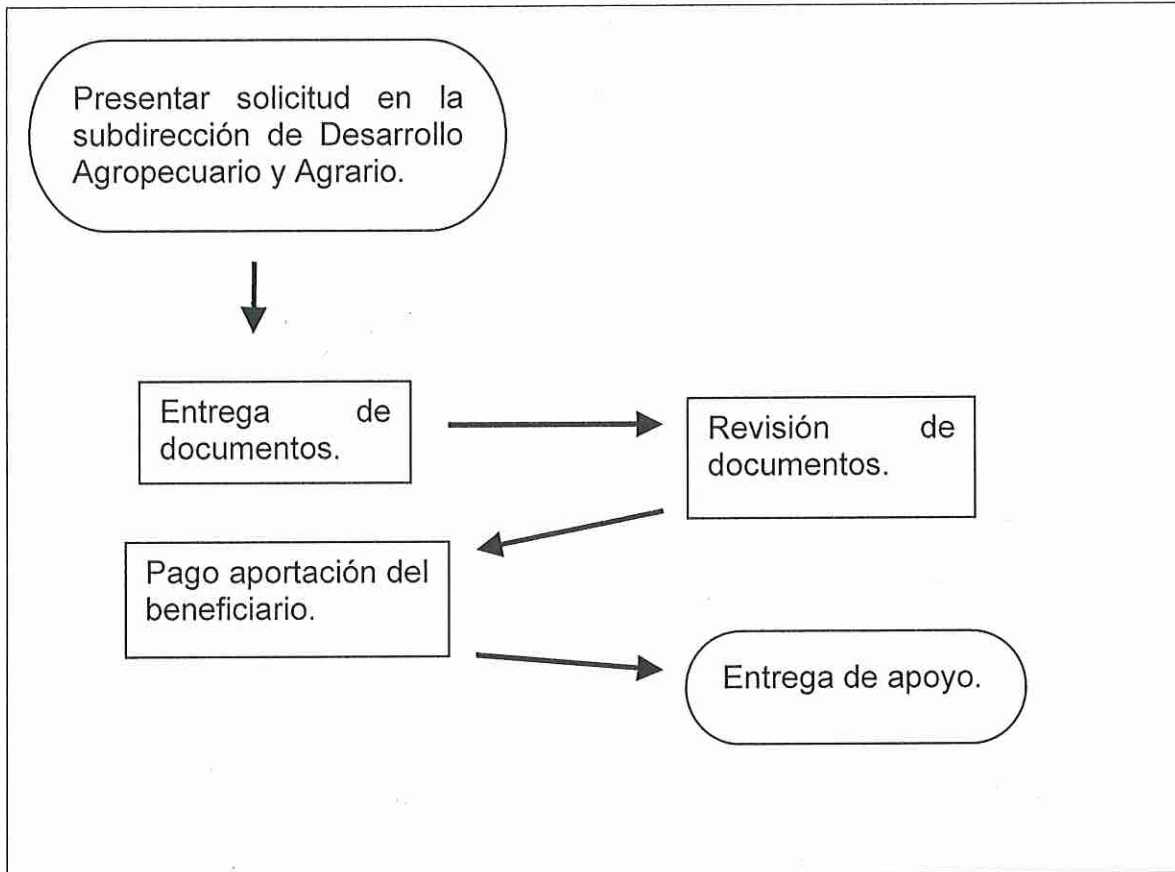 Presentar solicitud en la
subdirección de Desarrollo
Agropecuario y Agrario.
Entrega de
documentos.
Revisión de
documentos.
Pago aportación del
beneficiario.
Entrega de apoyo.